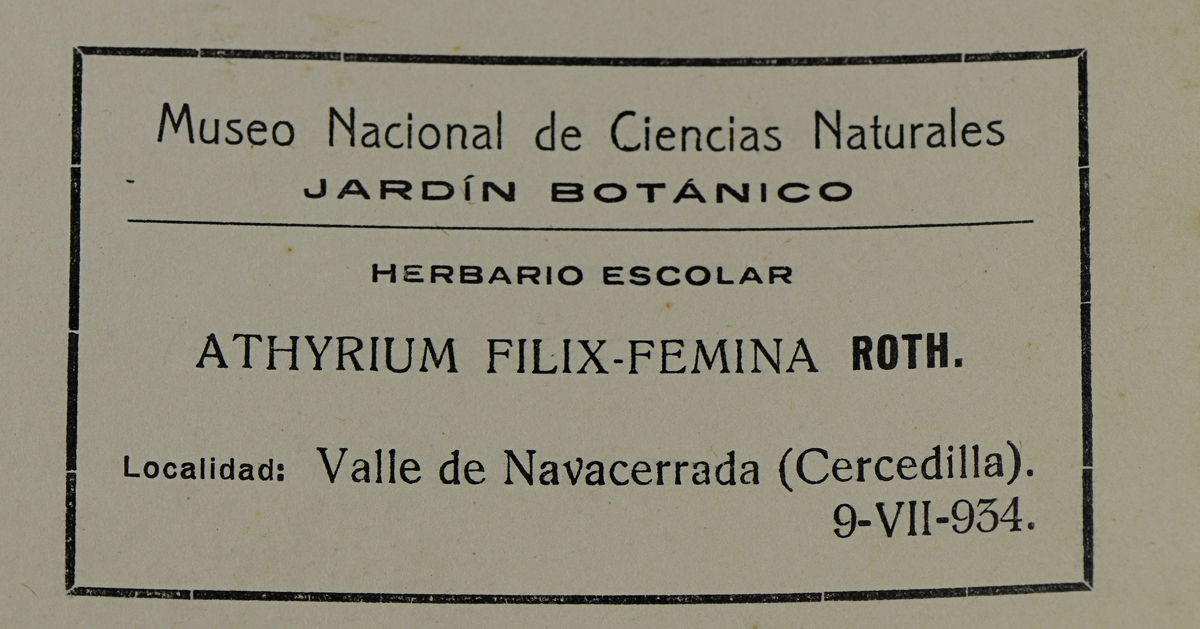 Museo Nacional de Ciencias Naturales
JARDÍN BOTÁNICO
HERBARIO ESCOLAR
ATHYRIUM FILIX-FEMINA ROTH.
Localidad: Valle de Navacerrada (Cercedilla).
9-VII-934.